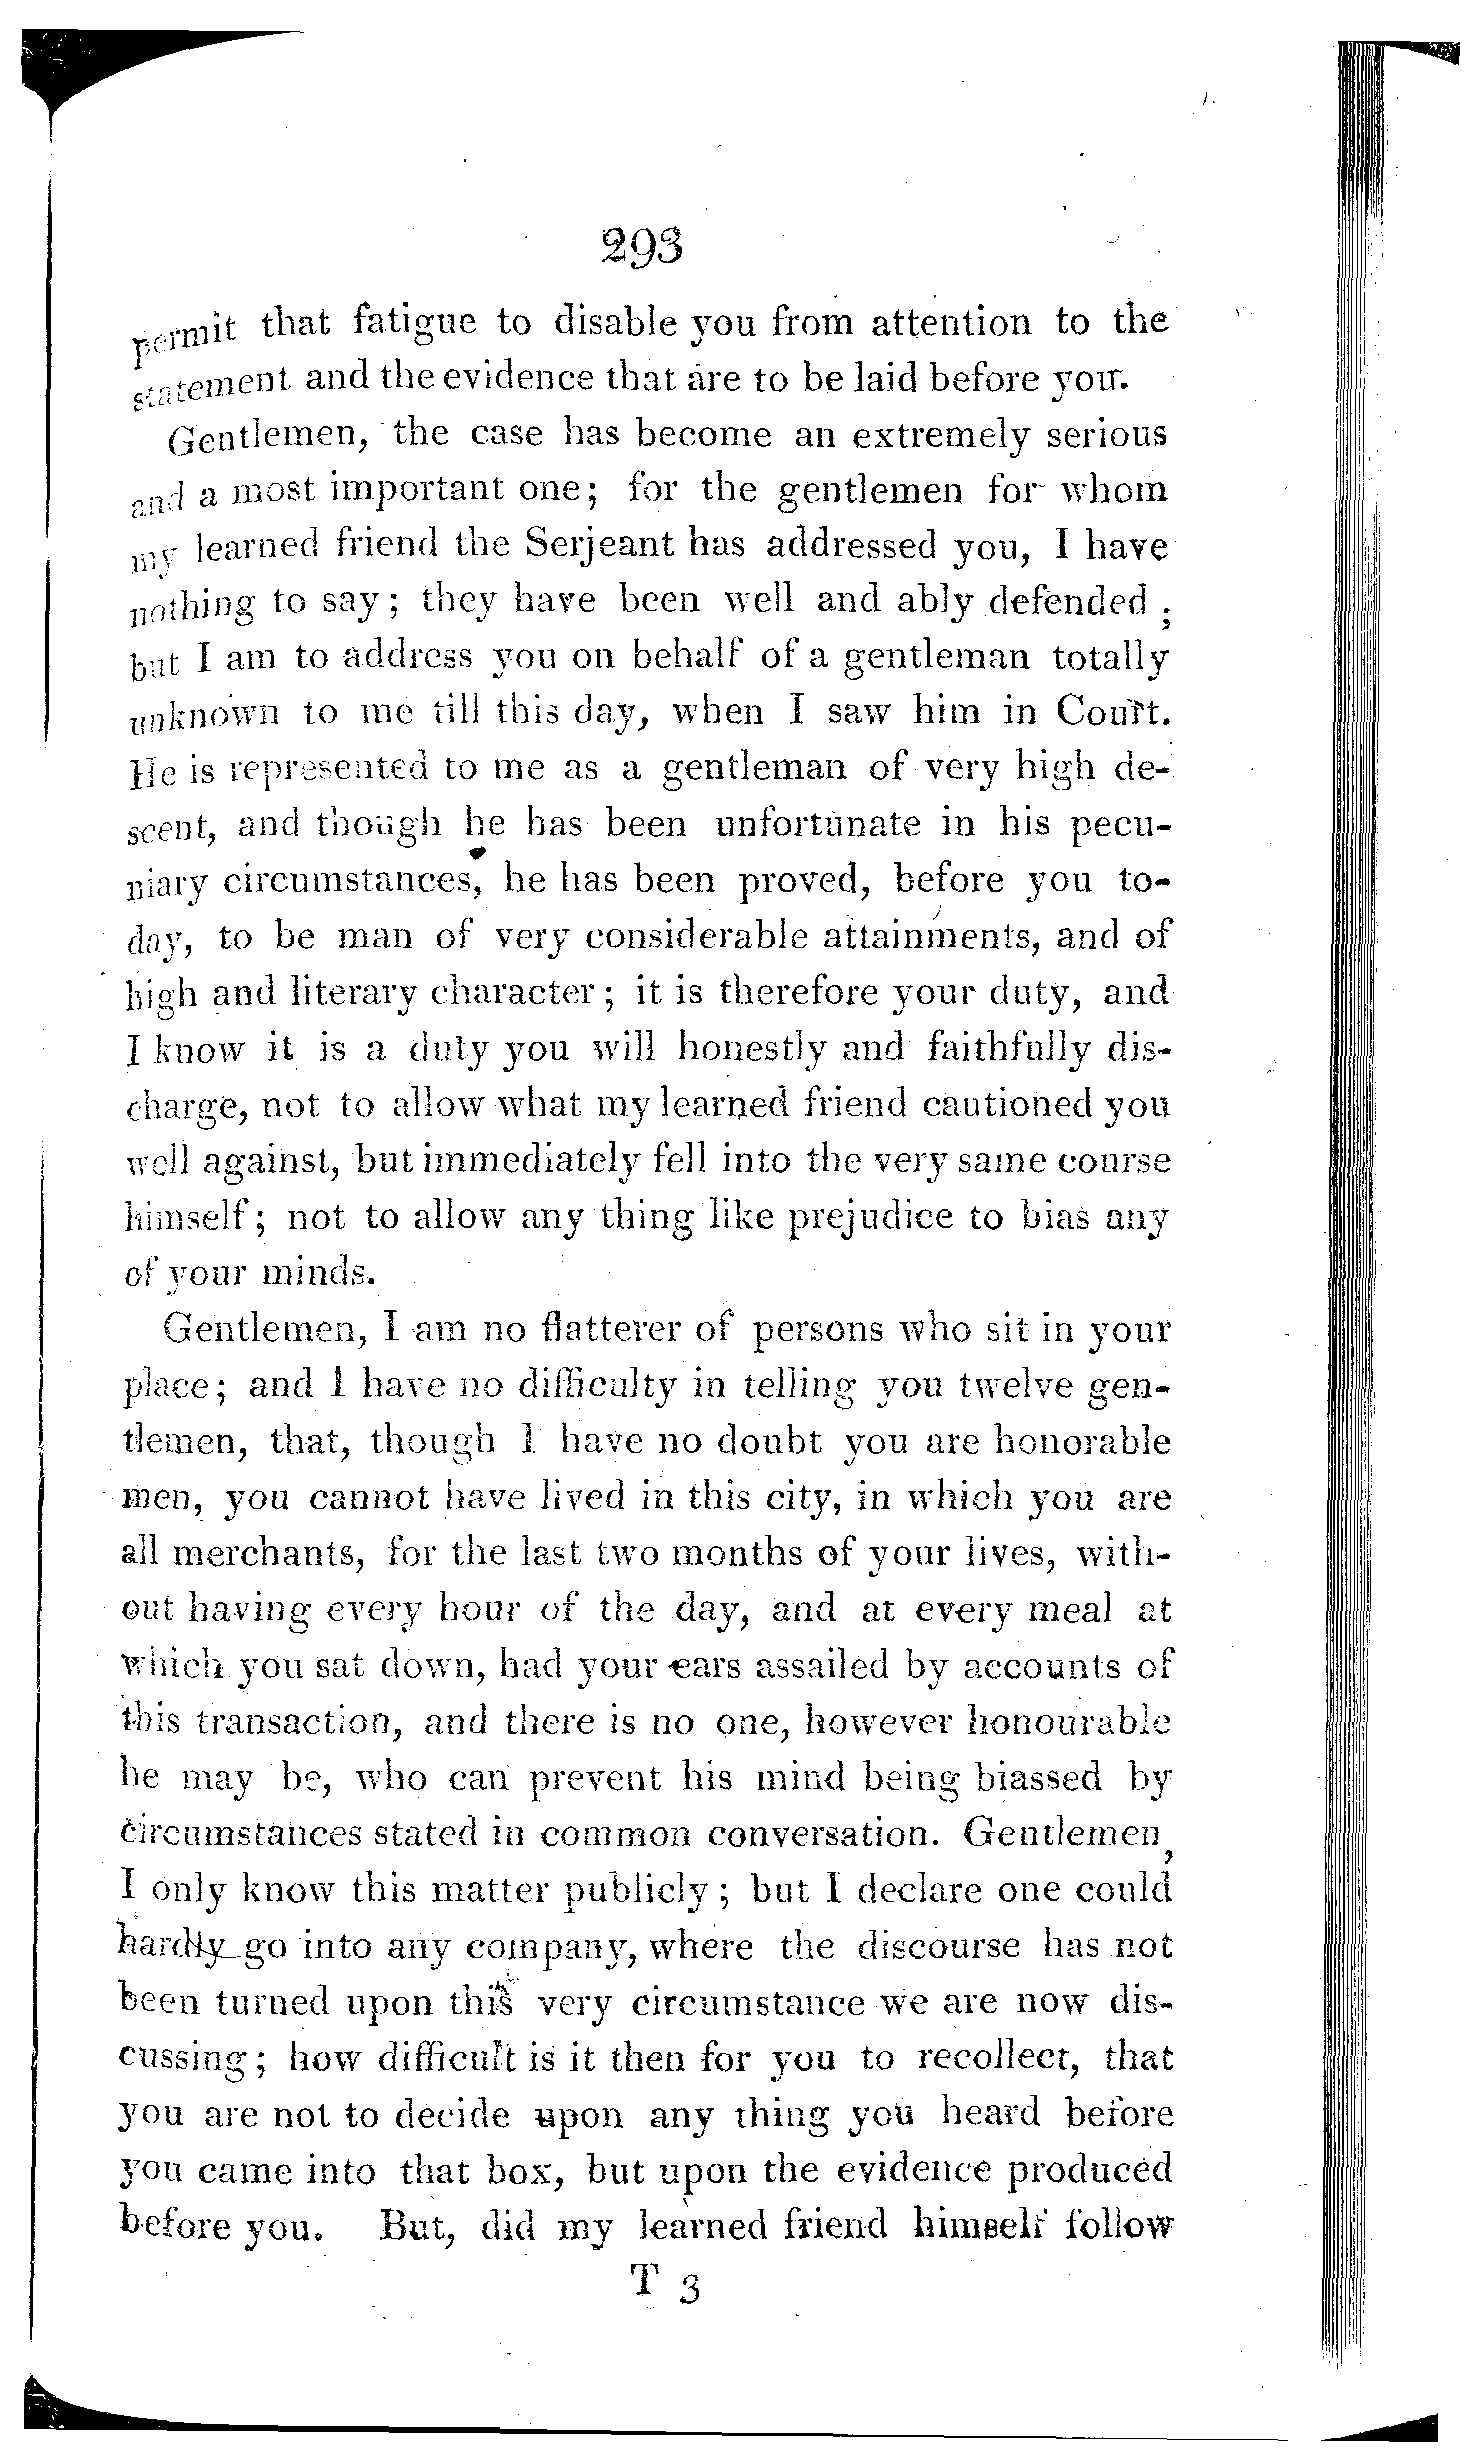 293
permit that fatigue to disable you from attention to the
statement and the evidence that are to be laid before you.
Gentlemen, the case has become an extremely serious
and a most important one; for the gentlemen for whom
my learned friend the Serjeant has addressed you, I have
nothing to say; they have been well and ably defended;
but I am to address you on behalf of a gentleman totally
unknown to me till this day, when I saw him in Court.
He is represented to me as a gentleman of very high de-
scent, and though he has been unfortunate in his pecu-
niary circumstances, he has been proved, before you to-
day, to be man of very considerable attainments, and of
high and literary character; it is therefore your duty, and
I know it is a duty you will honestly and faithfully dis-
charge, not to allow what my learned friend cautioned you
well against, but immediately fell into the very same course
himself; not to allow any thing like prejudice to bias any
of your minds.
Gentlemen, I am no flatterer of persons who sit in your
place; and I have no difficulty in telling you twelve gen-
tlemen, that, though I have no doubt you are honorable
men, you cannot have lived in this city, in which you are
all merchants, for the last two months of your lives, with-
out having every hour of the day, and at every meal at
which you sat down, had your ears assailed by accounts of
this transaction, and there is no one, however honourable
he may be, who can prevent his mind being biassed by
circumstances stated in common conversation. Gentlemen,
I only know this matter publicly; but I declare one could
hardly go into any company, where the discourse has not
been turned upon this very circumstance we are now dis-
cussing; how difficult is it then for you to recollect, that
you are not to decide upon any thing you heard before
you came into that box, but upon the evidence produced
before you. But, did my learned friend himself follow
T 3